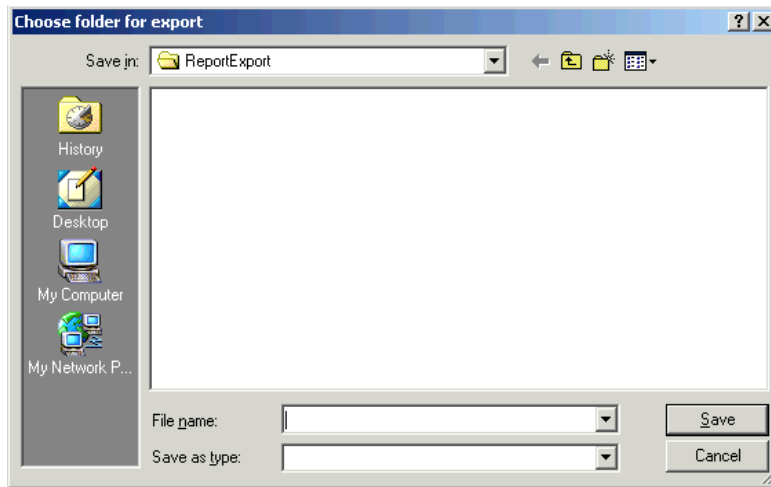 Choose folder for export
Save in: ReportExport
History
Desktop
My Computer
My Network P...
File name:
Save
Save as type:
Cancel